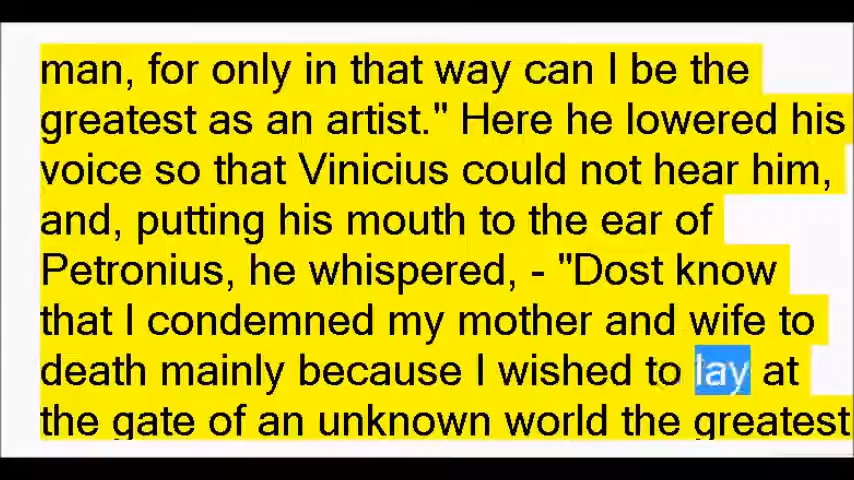 man, for only in that way can I be the
greatest as an artist." Here he lowered his
voice so that Vinicius could not hear him,
and, putting his mouth to the ear of
Petronius, he whispered, - "Dost know
that I condemned my mother and wife to
death mainly because I wished to lay at
the gate of an unknown world the greatest